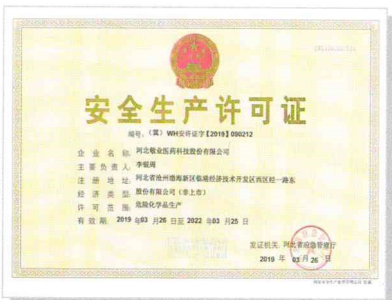 安全生产许可证
编号：（冀）WH安许证字【2019】090212
企业名称：河北敬业医药科技股份有限公司
主要负责人：李银周
注册地址：河北省沧州渤海新区临港经济技术开发区西区经一路东
经济类型：股份有限公司（非上市）
许可范围：危险化学品生产
有效期：2019年03月26日至2022年03月25日
发证机关：河北省应急管理厅
2019年03月26日